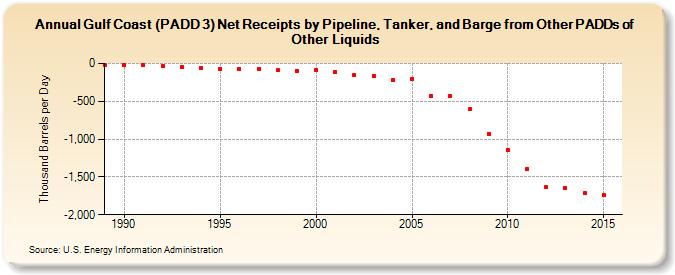 Annual Gulf Coast (PADD 3) Net Receipts by Pipeline, Tanker, and Barge from Other PADDs of
Other Liquids
Thousand Barrels per Day
0
-500
-1,000
-1,500
-2,000
1990
1995
2000
2005
2010
2015
Source: U.S. Energy Information Administration